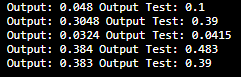 Output: 0.048 Output Test: 0.1
Output: 0.3048 Output Test: 0.39
Output: 0.0324 Output Test: 0.0415
Output: 0.384 Output Test: 0.483
Output: 0.383 Output Test: 0.39